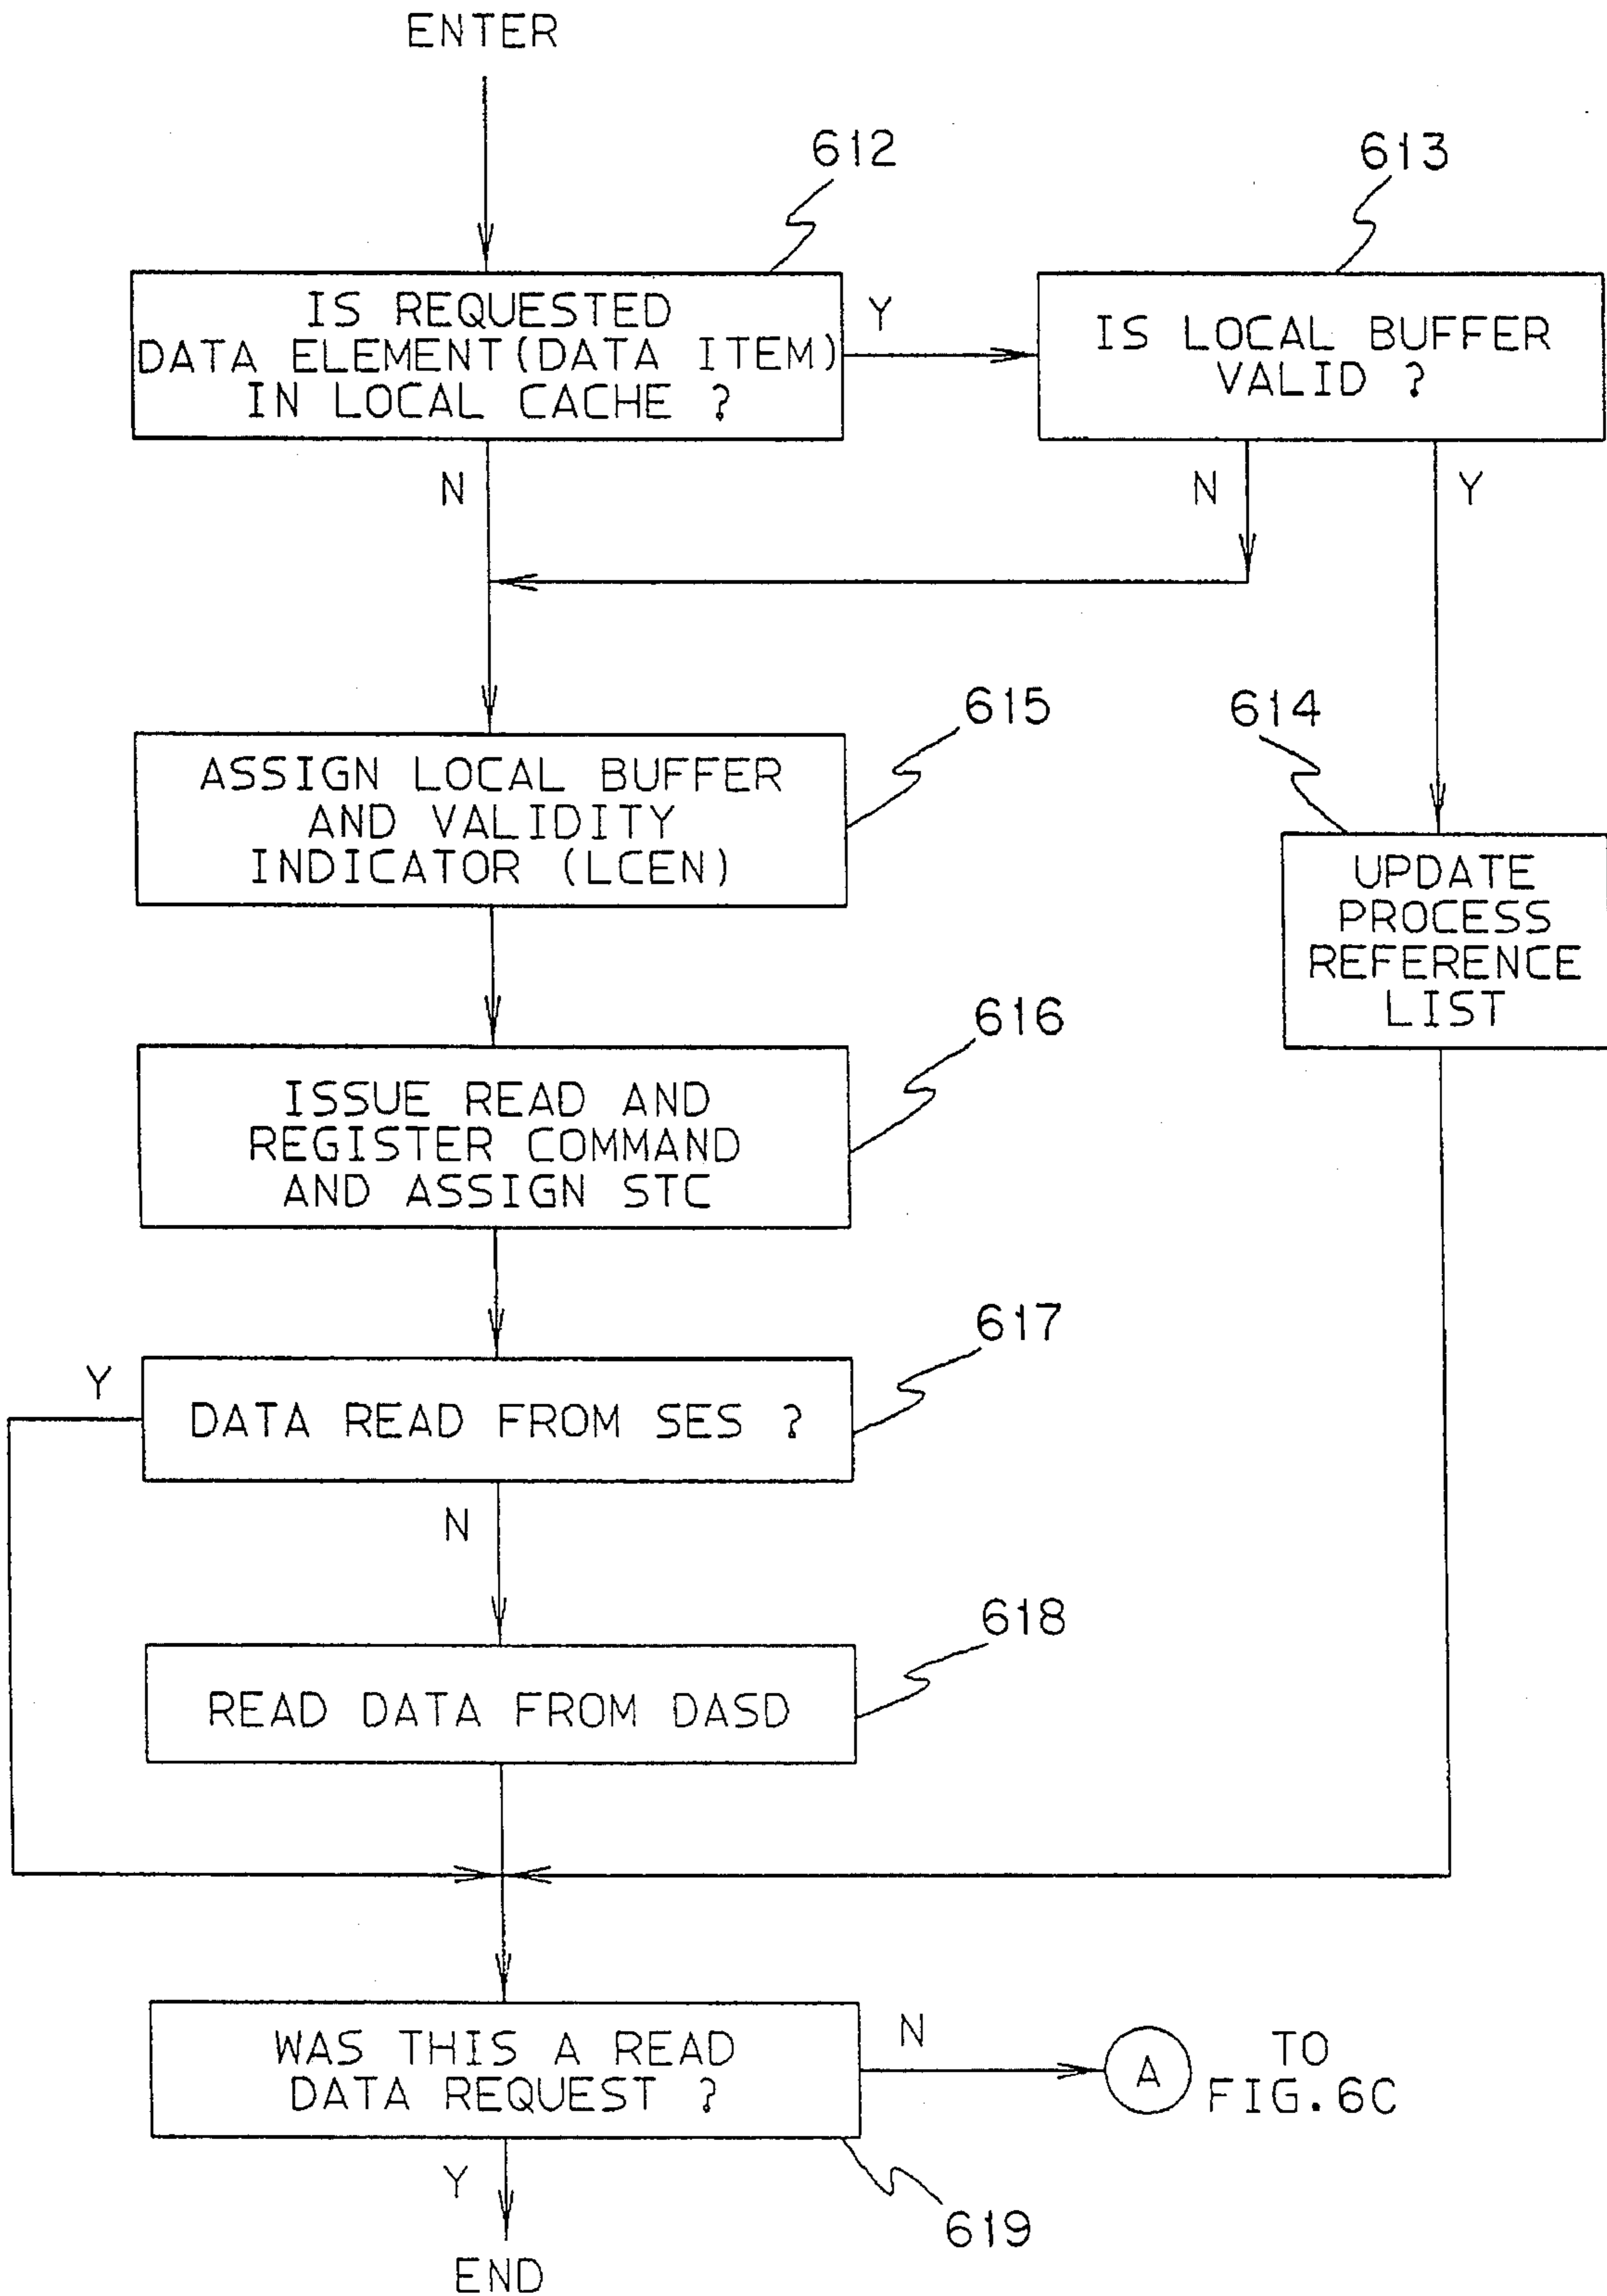 ENTER
612
613
IS REQUESTED
DATA ELEMENT(DATA ITEM)
IN LOCAL CACHE ?
Y
IS LOCAL BUFFER
VALID ?
N
N
Y
615
614
ASSIGN LOCAL BUFFER
AND VALIDITY
INDICATOR (LCEN)
UPDATE
PROCESS
REFERENCE
LIST
616
ISSUE READ AND
REGISTER COMMAND
AND ASSIGN STC
617
Y
DATA READ FROM SES ?
N
618
READ DATA FROM DASD
WAS THIS A READ
DATA REQUEST ?
N
A
TO
FIG.6C
Y
619
END